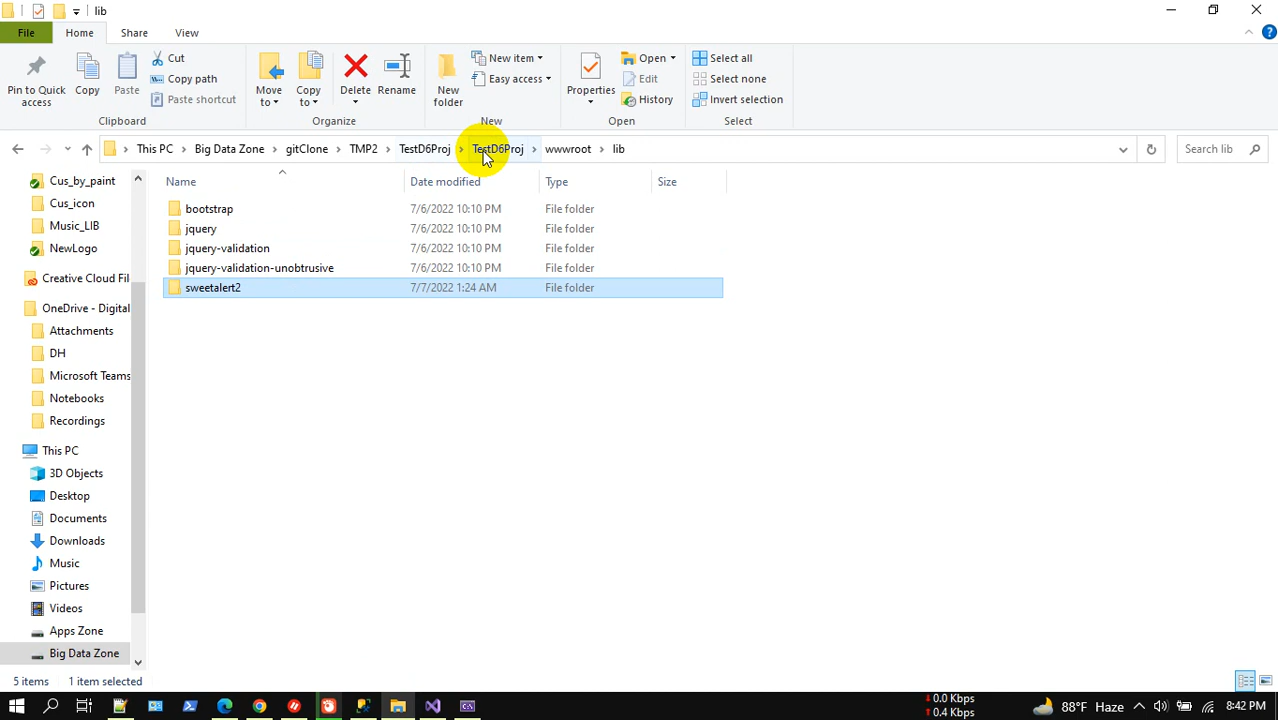 lib
File Home Share View
Pin to Quick access
Copy
Paste
Cut
Copy path
Paste shortcut
Clipboard
Move to
Copy to
Delete
Rename
Organize
New folder
New item
Easy access
New
Properties
Open
Edit
History
Open
Select all
Select none
Invert selection
Select
This PC Big Data Zone gitClone TMP2 TestD6Proj TestD6Proj wwwroot lib
Search lib
Name Date modified Type Size
bootstrap 7/6/2022 10:10 PM File folder
jquery 7/6/2022 10:10 PM File folder
jquery-validation 7/6/2022 10:10 PM File folder
jquery-validation-unobtrusive 7/6/2022 10:10 PM File folder
sweetalert2 7/7/2022 1:24 AM File folder
Cus_by_paint
Cus_icon
Music_LIB
NewLogo
Creative Cloud Fil
OneDrive - Digital
Attachments
DH
Microsoft Teams
Notebooks
Recordings
This PC
3D Objects
Desktop
Documents
Downloads
Music
Pictures
Videos
Apps Zone
Big Data Zone
5 items 1 item selected
0.0 Kbps
0.4 Kbps
88°F Haze
8:42 PM